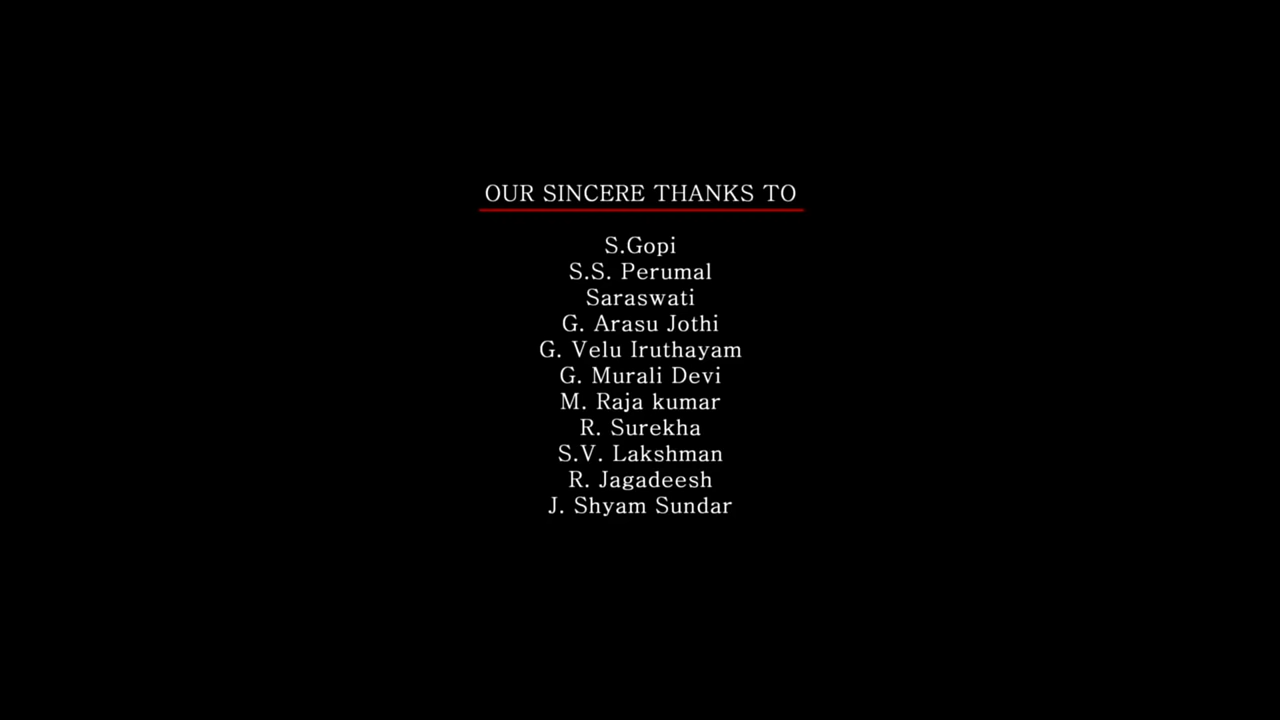 OUR SINCERE THANKS TO
S.Gopi
S.S. Perumal
Saraswati
G. Arasu Jothi
G. Velu Iruthayam
G. Murali Devi
M. Raja kumar
R. Surekha
S.V. Lakshman
R. Jagadeesh
J. Shyam Sundar